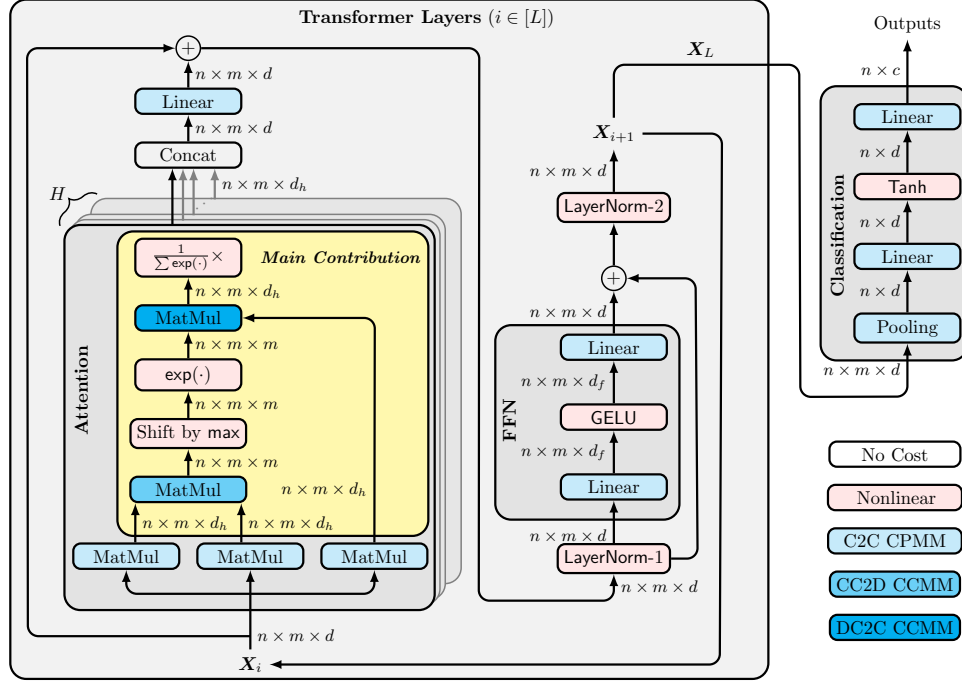 Transformer Layers (i ∈ [L])
+
n × m × d
Linear
n × m × d
Concat
n × m × d_h
H
Attention
Main Contribution
1 / ∑ exp(·) ×
n × m × d_h
MatMul
n × m × m
exp(·)
n × m × m
Shift by max
n × m × m
MatMul
n × m × d_h
n × m × d_h
n × m × d_h
MatMul
MatMul
MatMul
n × m × d
X_i
X_{i+1}
n × m × d
LayerNorm-2
+
n × m × d
FFN
Linear
n × m × d_f
GELU
n × m × d_f
Linear
n × m × d
LayerNorm-1
n × m × d
X_L
Outputs
n × c
Classification
Linear
n × d
Tanh
n × d
Linear
n × d
Pooling
n × m × d
No Cost
Nonlinear
C2C CPMM
CC2D CCMM
DC2C CCMM